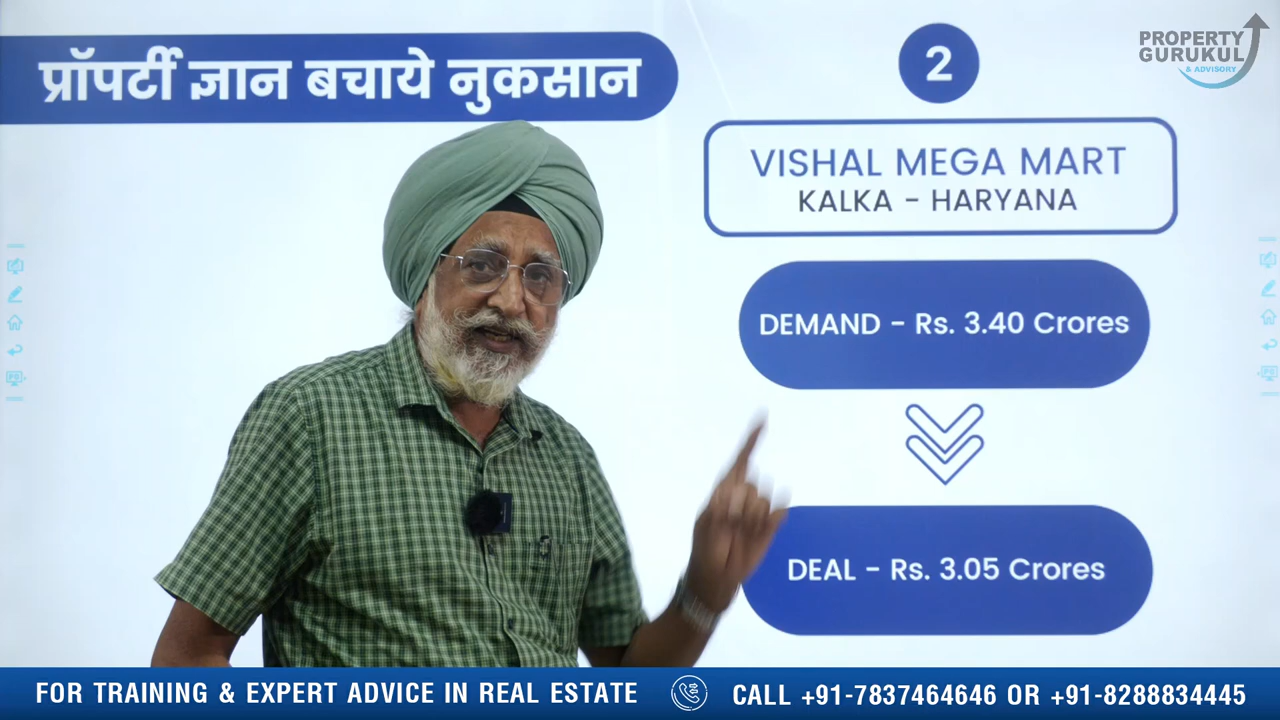 प्रॉपर्टी ज्ञान बचाये नुकसान
2
PROPERTY
GURUKUL
& ADVISORY
VISHAL MEGA MART
KALKA - HARYANA
DEMAND - Rs. 3.40 Crores
DEAL - Rs. 3.05 Crores
FOR TRAINING & EXPERT ADVICE IN REAL ESTATE
CALL +91-7837464646 OR +91-8288834445